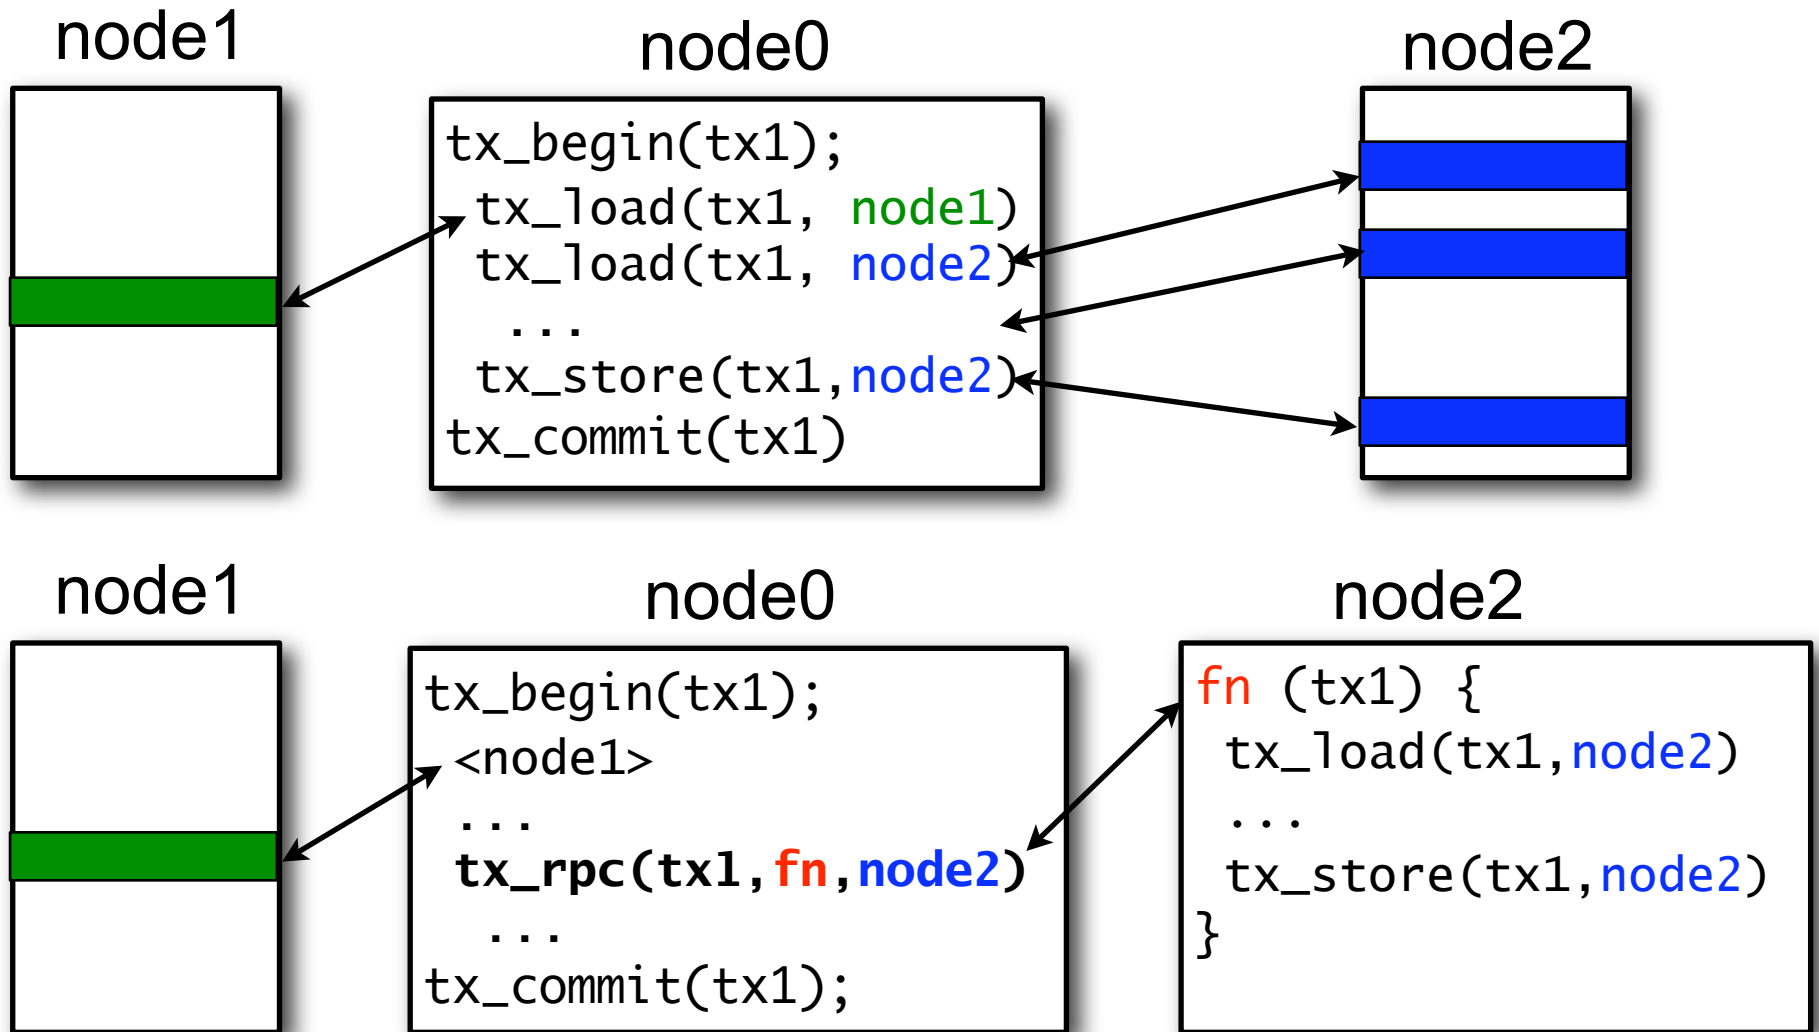 node1
node0
node2
tx_begin(tx1);
tx_load(tx1, node1)
tx_load(tx1, node2)
...
tx_store(tx1,node2)
tx_commit(tx1)
node1
node0
node2
tx_begin(tx1);
<node1>
...
tx_rpc(tx1,fn,node2)
...
tx_commit(tx1);
fn (tx1) {
tx_load(tx1,node2)
...
tx_store(tx1,node2)
}